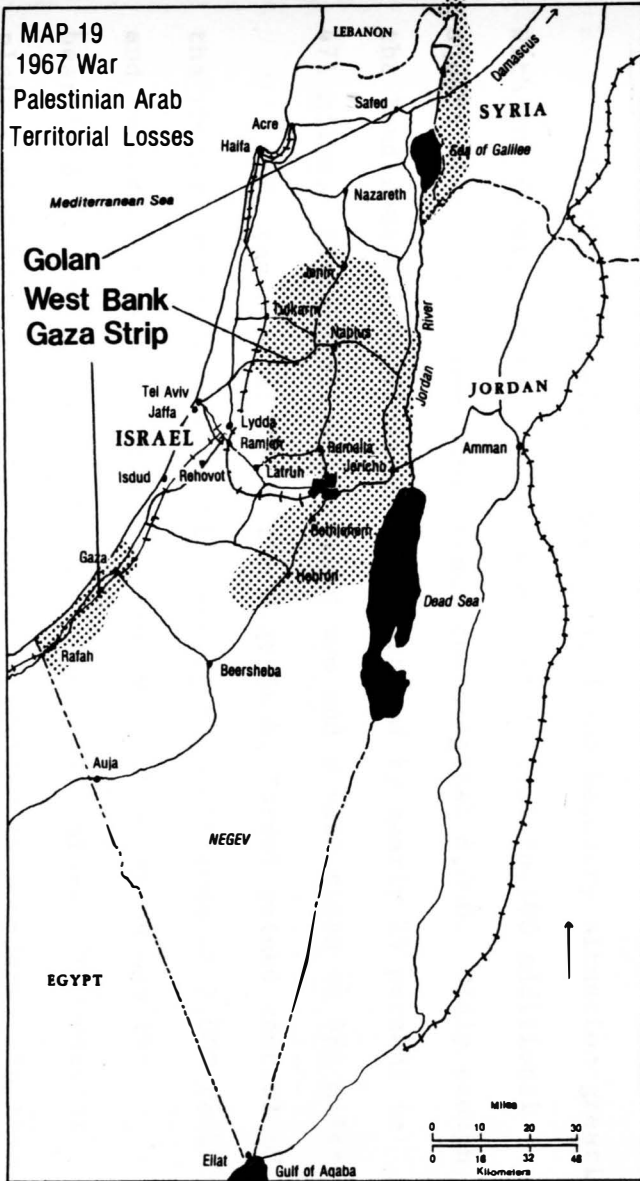 MAP 19
1967 War
Palestinian Arab
Territorial Losses
LEBANON
Damascus
SYRIA
Safed
Acre
Haifa
Sea of Galilee
Mediterranean Sea
Nazareth
Golan
West Bank
Gaza Strip
Jenin
Tulkarm
Nablus
River
Jordan
JORDAN
Tel Aviv
Jaffa
Lydda
ISRAEL
Ramleh
Ramalla
Amman
Latrun
Jericho
Isdud
Rehovot
Bethlehem
Gaza
Hebron
Dead Sea
Rafah
Beersheba
Auja
NEGEV
EGYPT
Miles
0 10 20 30
0 16 32 48
Kilometers
Eilat
Gulf of Aqaba